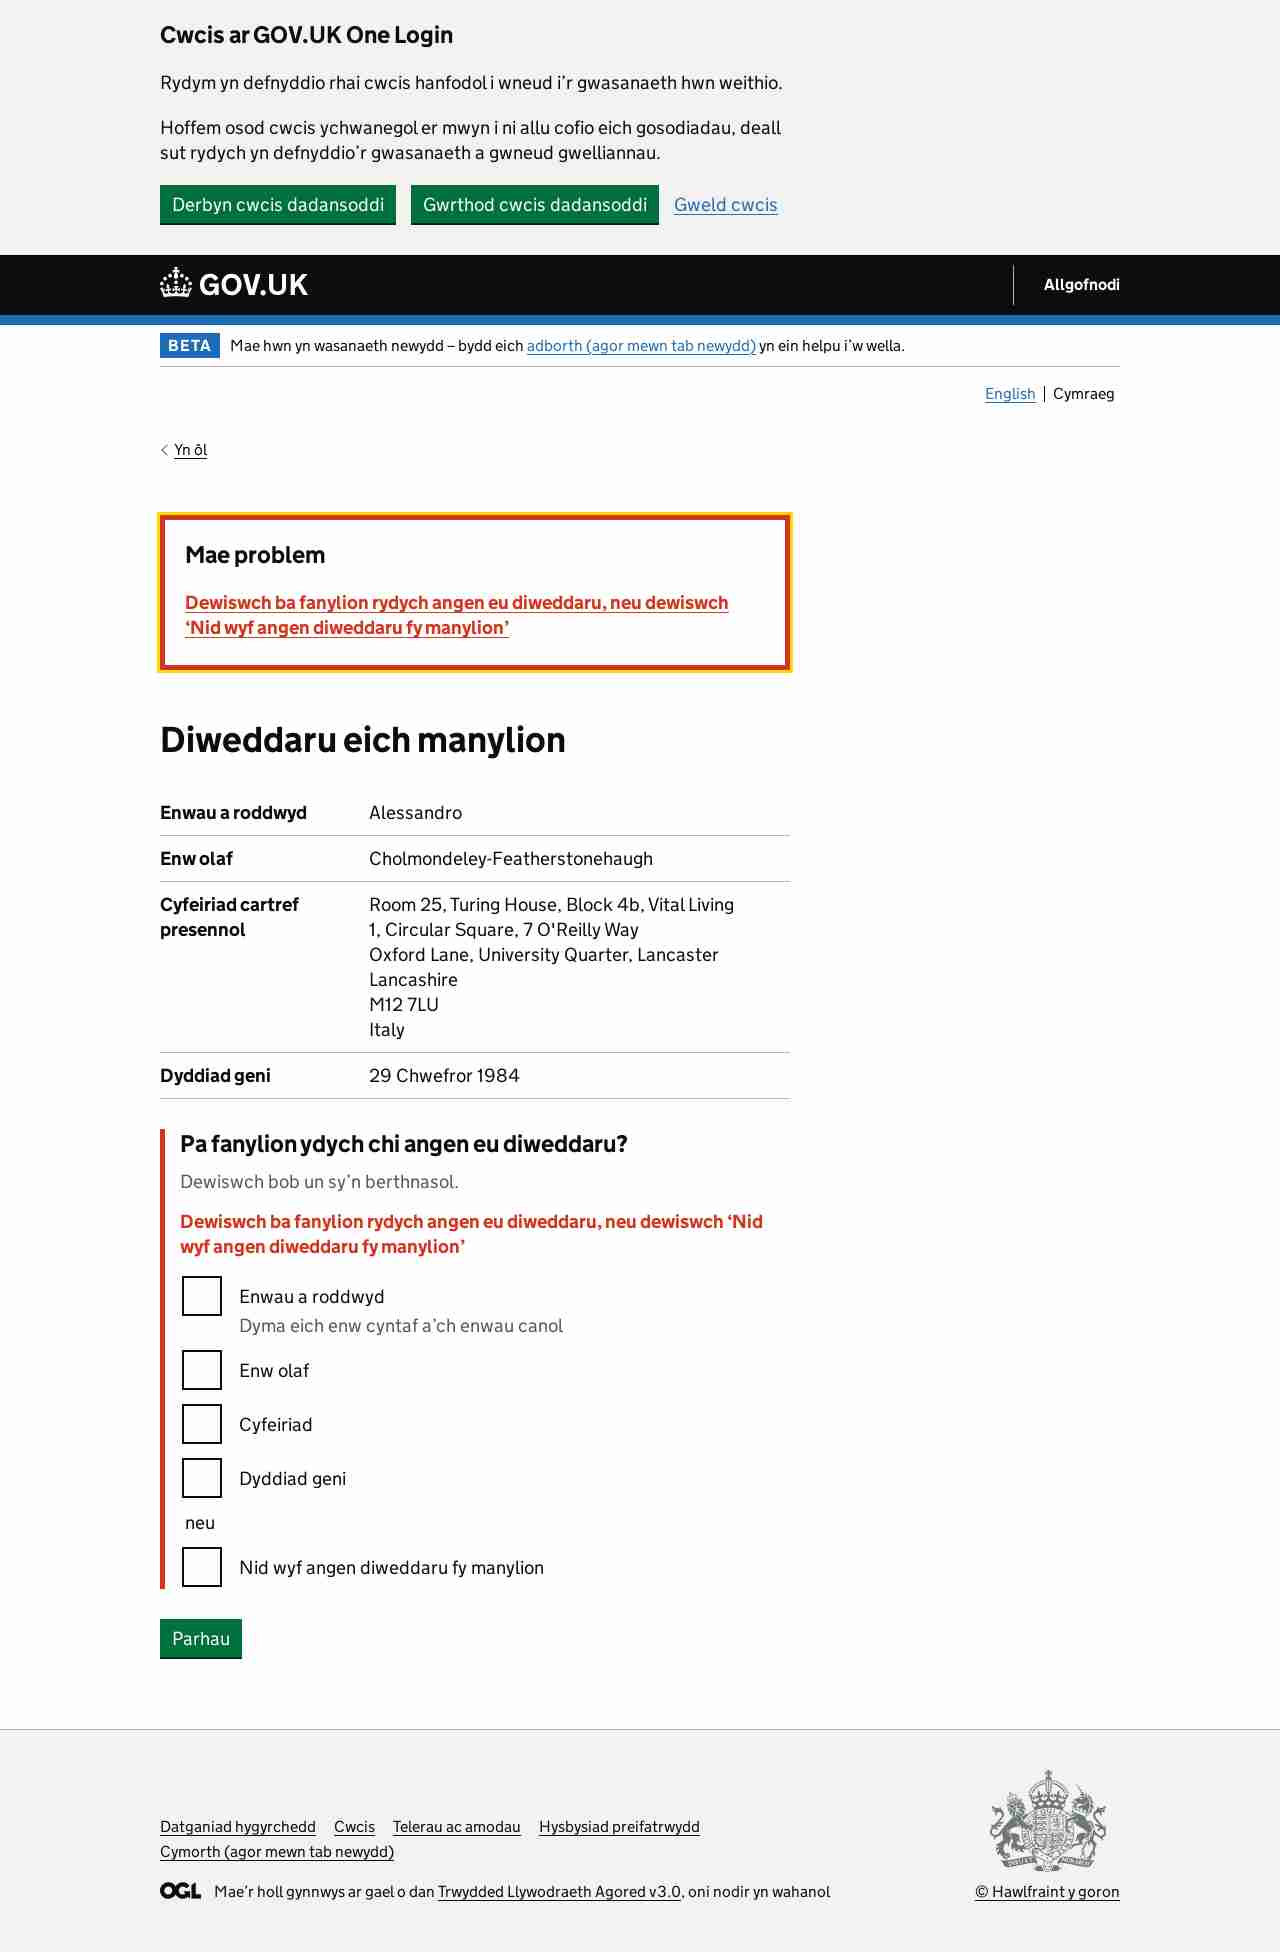 Cwcis ar GOV.UK One Login
Rydym yn defnyddio rhai cwcis hanfodol i wneud i’r gwasanaeth hwn weithio.
Hoffem osod cwcis ychwanegol er mwyn i ni allu cofio eich gosodiadau, deall
sut rydych yn defnyddio’r gwasanaeth a gwneud gwelliannau.
Derbyn cwcis dadansoddi Gwrthod cwcis dadansoddi Gweld cwcis
GOV.UK Allgofnodi
BETA Mae hwn yn wasanaeth newydd – bydd eich adborth (agor mewn tab newydd) yn ein helpu i’w wella.
English Cymraeg
Yn ôl
Mae problem
Dewiswch ba fanylion rydych angen eu diweddaru, neu dewiswch
‘Nid wyf angen diweddaru fy manylion’
Diweddaru eich manylion
Enwau a roddwyd Alessandro
Enw olaf Cholmondeley-Featherstonehaugh
Cyfeiriad cartref Room 25, Turing House, Block 4b, Vital Living
presennol 1, Circular Square, 7 O'Reilly Way
Oxford Lane, University Quarter, Lancaster
Lancashire
M12 7LU
Italy
Dyddiad geni 29 Chwefror 1984
Pa fanylion ydych chi angen eu diweddaru?
Dewiswch bob un sy’n berthnasol.
Dewiswch ba fanylion rydych angen eu diweddaru, neu dewiswch ‘Nid
wyf angen diweddaru fy manylion’
Enwau a roddwyd
Dyma eich enw cyntaf a’ch enwau canol
Enw olaf
Cyfeiriad
Dyddiad geni
neu
Nid wyf angen diweddaru fy manylion
Parhau
Datganiad hygyrchedd Cwcis Telerau ac amodau Hysbysiad preifatrwydd
Cymorth (agor mewn tab newydd)
OGL Mae’r holl gynnwys ar gael o dan Trwydded Llywodraeth Agored v3.0, oni nodir yn wahanol
© Hawlfraint y goron